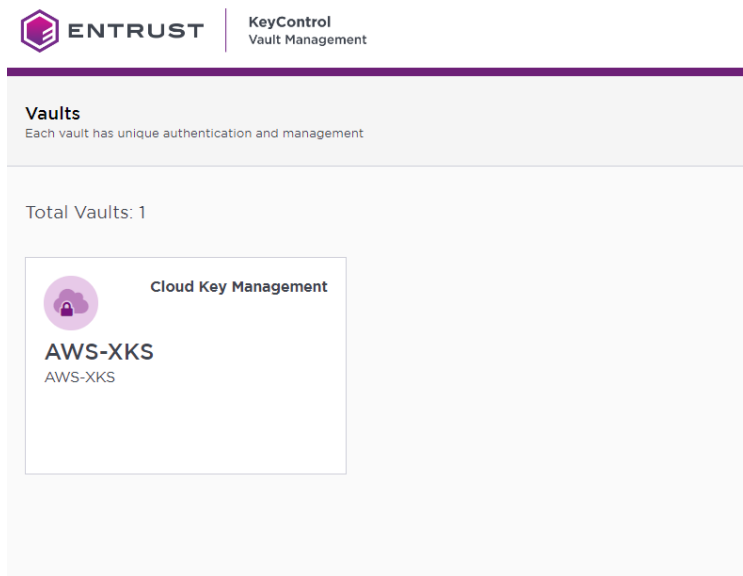 ENTRUST
KeyControl
Vault Management
Vaults
Each vault has unique authentication and management
Total Vaults: 1
Cloud Key Management
AWS-XKS
AWS-XKS